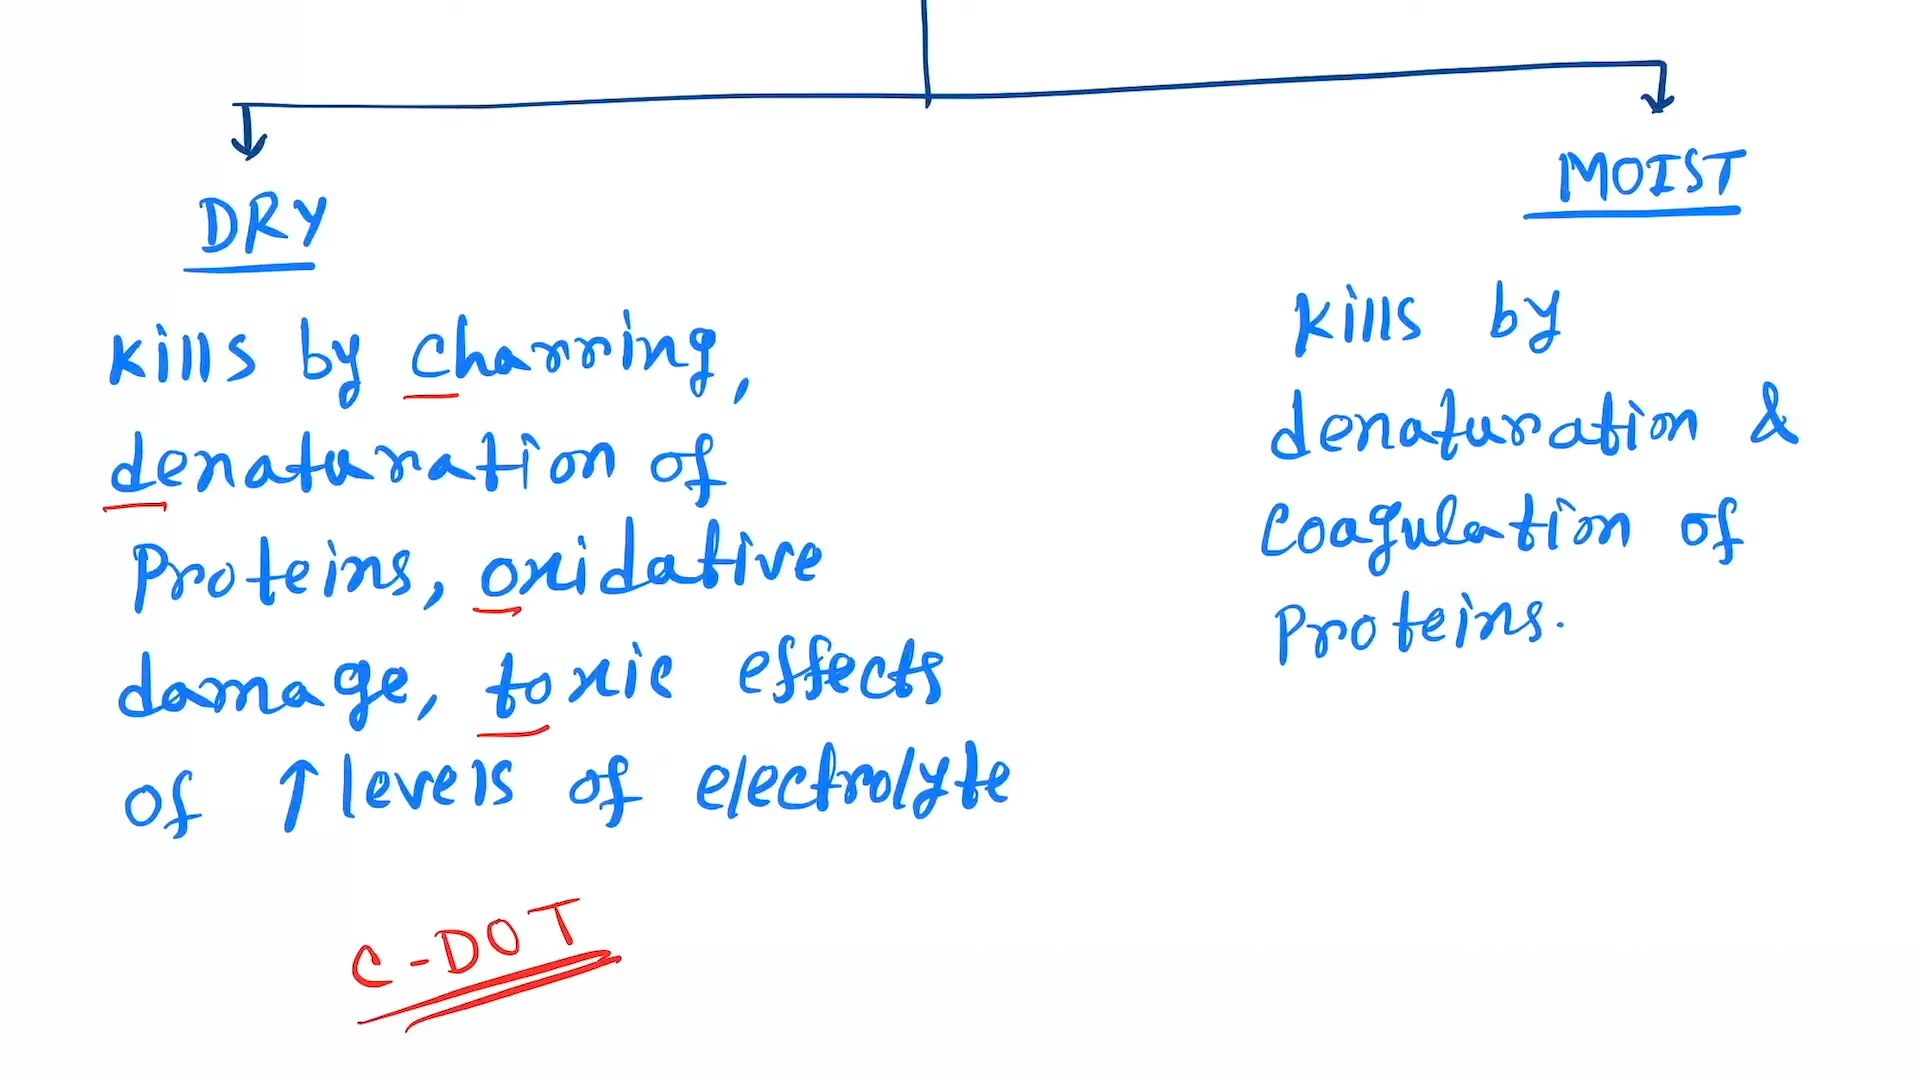 DRY
Kills by charring,
denaturation of
Proteins, oxidative
damage, toxic effects
of ↑ levels of electrolyte
C-DOT
MOIST
Kills by
denaturation &
Coagulation of
Proteins.